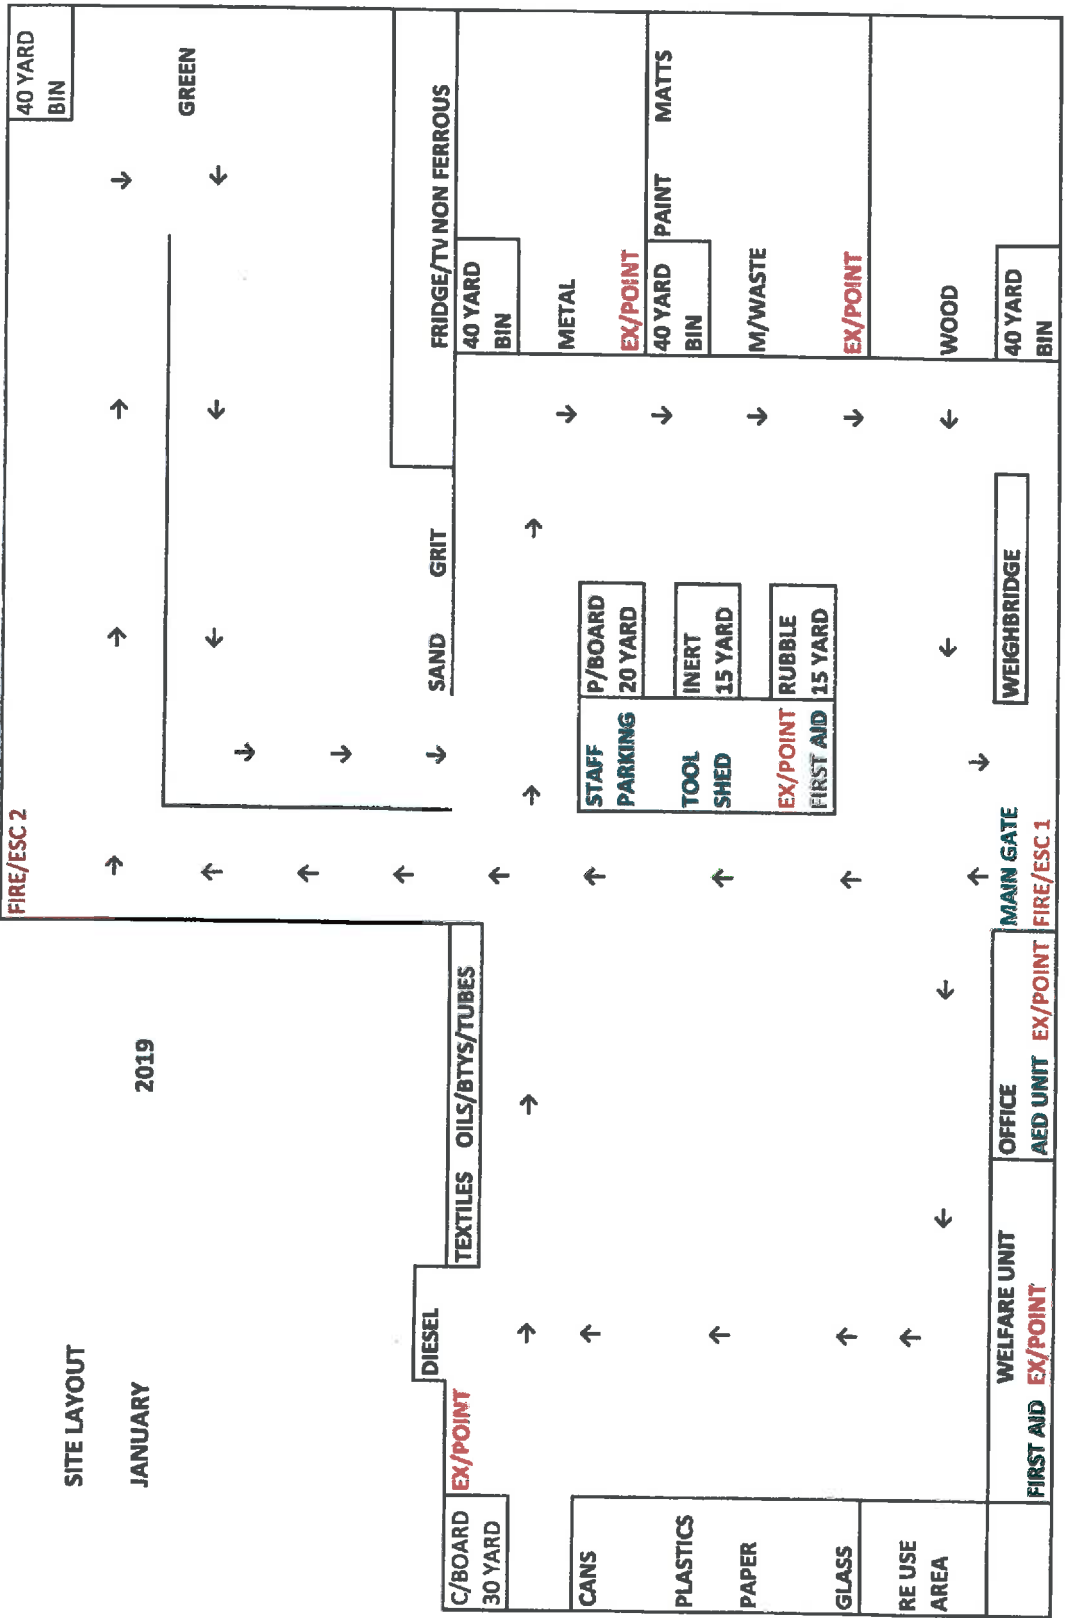 SITE LAYOUT
JANUARY 2019
FIRE/ESC 2
40 YARD
BIN
GREEN
DIESEL
SAND GRIT
FRIDGE/TV NON FERROUS
C/BOARD
30 YARD
EX/POINT
TEXTILES OILS/BTYS/TUBES
40 YARD
BIN
METAL
EX/POINT
CANS
PLASTICS
PAPER
GLASS
RE USE
AREA
STAFF
PARKING
TOOL
SHED
EX/POINT
FIRST AID
P/BOARD
20 YARD
INERT
15 YARD
RUBBLE
15 YARD
40 YARD
BIN
PAINT MATTS
M/WASTE
EX/POINT
WOOD
40 YARD
BIN
WELFARE UNIT
FIRST AID EX/POINT
OFFICE
AED UNIT EX/POINT
MAIN GATE
FIRE/ESC 1
WEIGHBRIDGE